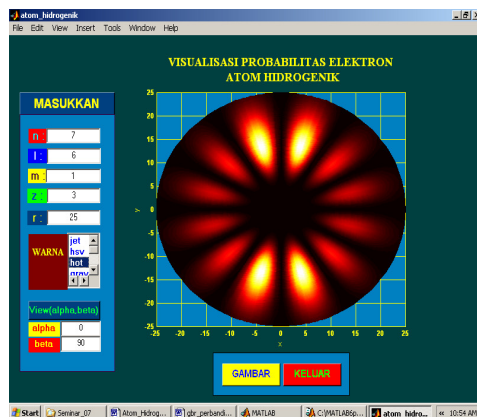 atom_hidrogenik
File Edit View Insert Tools Window Help
VISUALISASI PROBABILITAS ELEKTRON
ATOM HIDROGENIK
MASUKKAN
n : 7
l : 6
m : 1
z : 3
r : 25
WARNA
jet
hsv
hot
gray
View(alpha,beta)
alpha 0
beta 90
25
20
15
10
5
0
-5
-10
-15
-20
-25
Y
-25 -20 -15 -10 -5 0 5 10 15 20 25
X
GAMBAR KELUAR
Start Seminar_07 Atom_Hidrog... gbr_perbandi... MATLAB C:\MATLAB6p... atom_hidro... « 10:54 AM